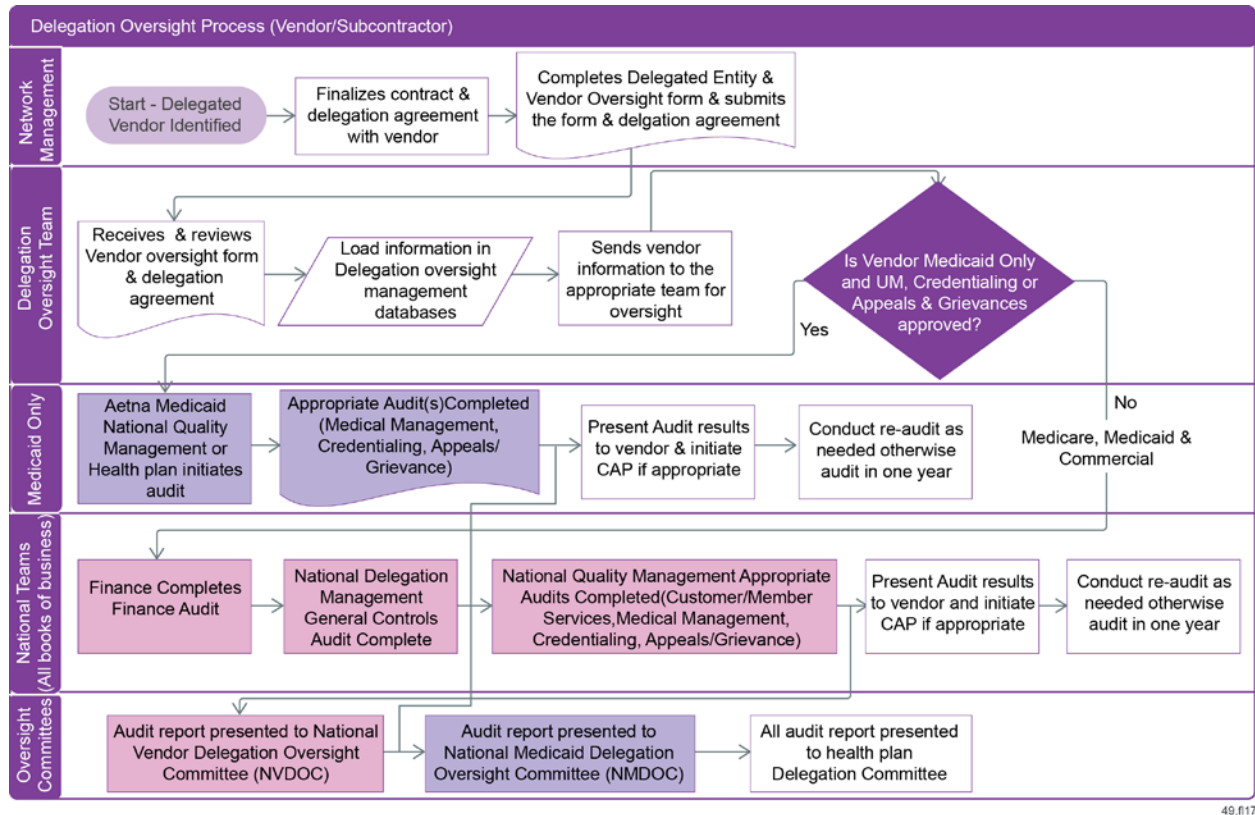 Delegation Oversight Process (Vendor/Subcontractor)
Network
Management
Start - Delegated
Vendor Identified
Finalizes contract &
delegation agreement
with vendor
Completes Delegated Entity &
Vendor Oversight form & submits
the form & delgation agreement
Delegation
Oversight Team
Receives & reviews
Vendor oversight form
& delegation
agreement
Load information in
Delegation oversight
management
databases
Sends vendor
information to the
appropriate team for
oversight
Is Vendor Medicaid Only
and UM, Credentialing or
Appeals & Grievances
approved?
Yes
No
Medicare, Medicaid &
Commercial
Medicaid Only
Aetna Medicaid
National Quality
Management or
Health plan initiates
audit
Appropriate Audit(s)Completed
(Medical Management,
Credentialing, Appeals/
Grievance)
Present Audit results
to vendor & initiate
CAP if appropriate
Conduct re-audit as
needed otherwise
audit in one year
National Teams
(All books of business)
Finance Completes
Finance Audit
National Delegation
Management
General Controls
Audit Complete
National Quality Management Appropriate
Audits Completed(Customer/Member
Services,Medical Management,
Credentialing, Appeals/Grievance)
Present Audit results
to vendor and initiate
CAP if appropriate
Conduct re-audit as
needed otherwise
audit in one year
Oversight
Committees
Audit report presented to National
Vendor Delegation Oversight
Committee (NVDOC)
Audit report presented to
National Medicaid Delegation
Oversight Committee (NMDOC)
All audit report presented
to health plan
Delegation Committee
49.fl17